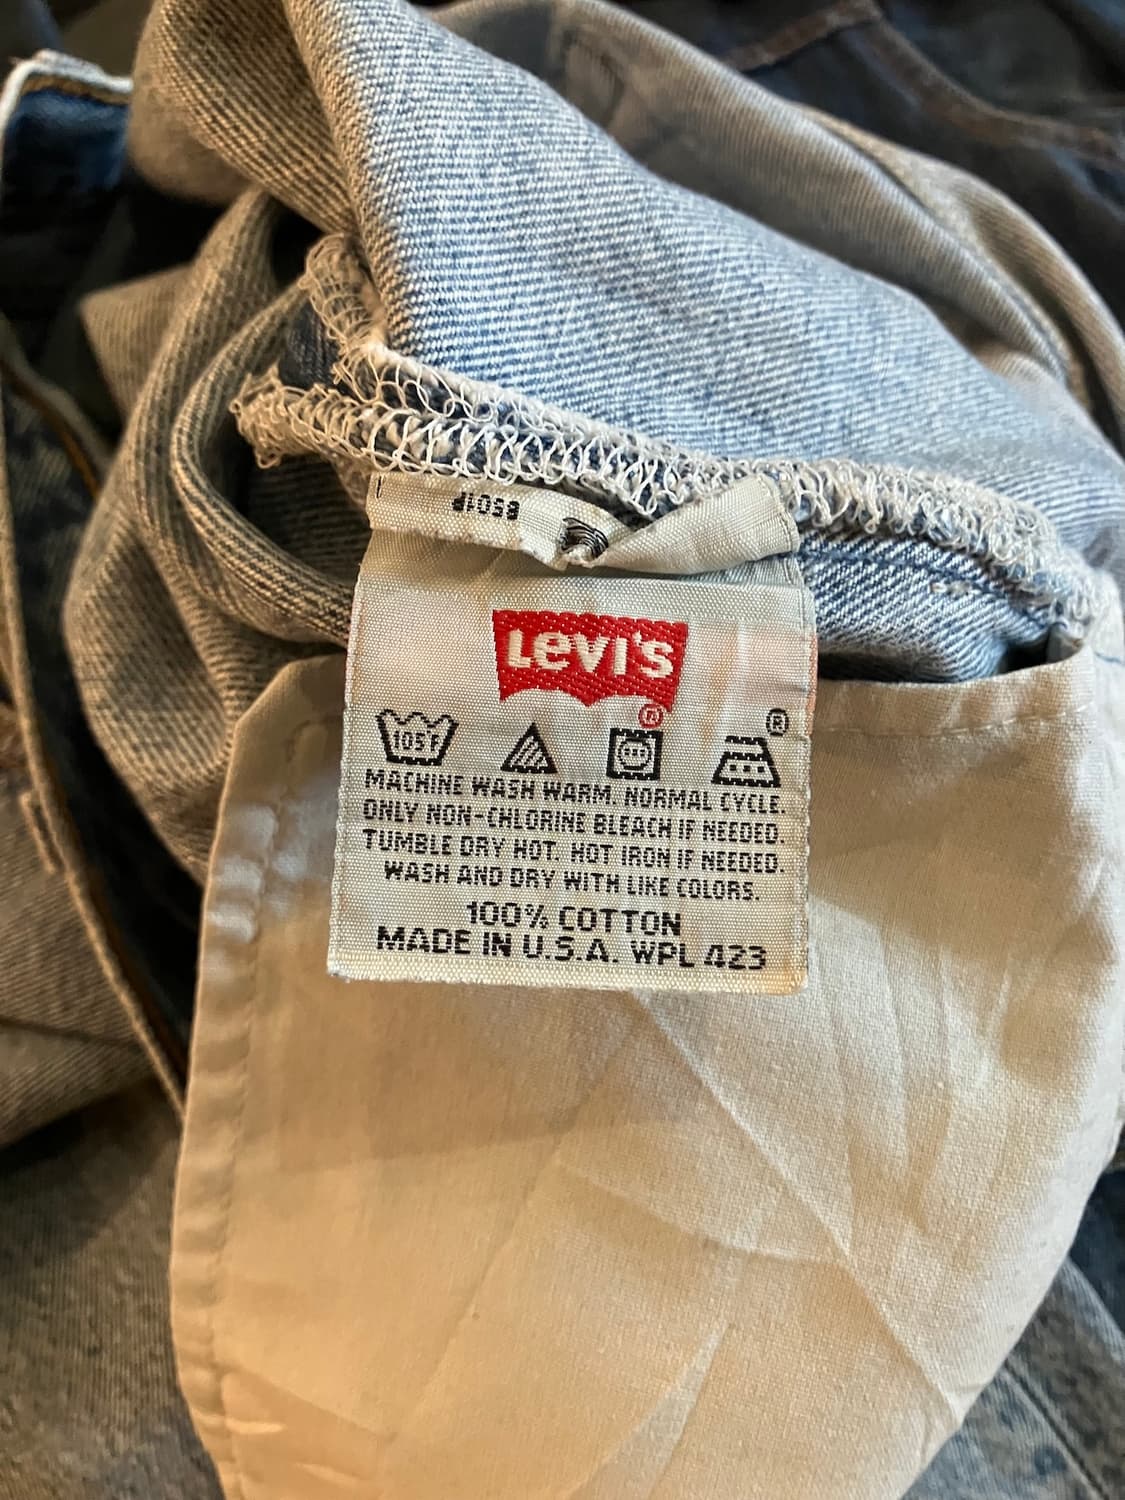 8501P
Levi's
®
®
105°F
MACHINE WASH WARM. NORMAL CYCLE.
ONLY NON-CHLORINE BLEACH IF NEEDED.
TUMBLE DRY HOT. HOT IRON IF NEEDED.
WASH AND DRY WITH LIKE COLORS.
100% COTTON
MADE IN U.S.A. WPL 423